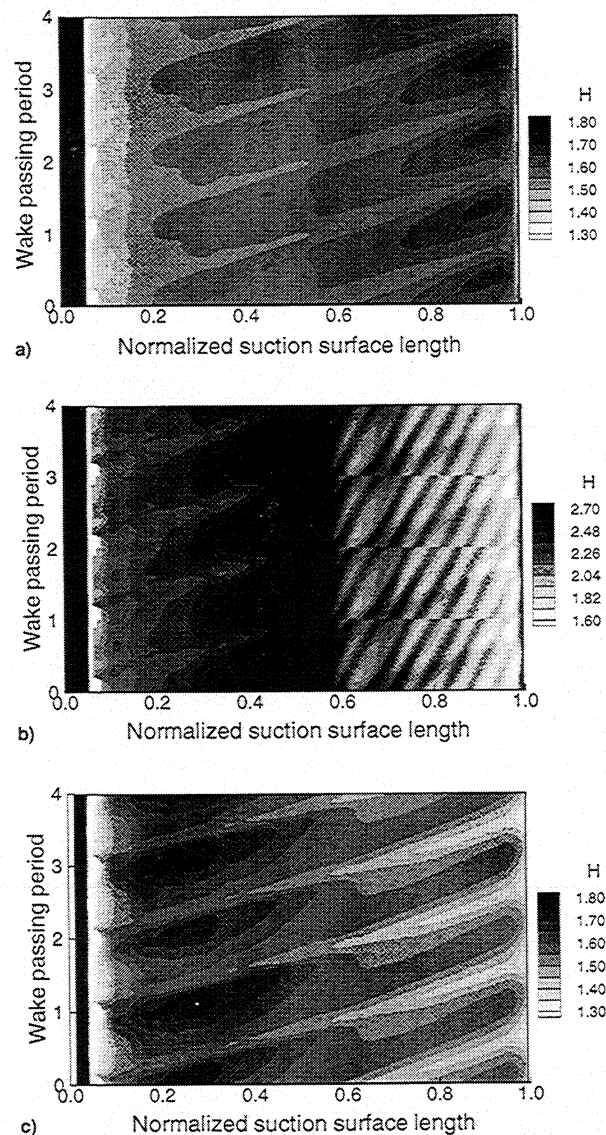 4
3
2
1
0
Wake passing period
0.0 0.2 0.4 0.6 0.8 1.0
Normalized suction surface length
H
1.80
1.70
1.60
1.50
1.40
1.30
a)
4
3
2
1
0
Wake passing period
0.0 0.2 0.4 0.6 0.8 1.0
Normalized suction surface length
H
2.70
2.48
2.26
2.04
1.82
1.60
b)
4
3
2
1
0
Wake passing period
0.0 0.2 0.4 0.6 0.8 1.0
Normalized suction surface length
H
1.80
1.70
1.60
1.50
1.40
1.30
c)